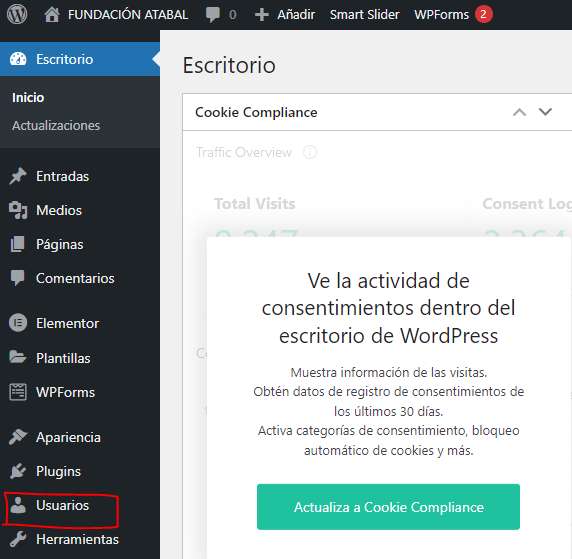 FUNDACIÓN ATABAL 0 Añadir Smart Slider WPForms 2
Escritorio
Inicio
Actualizaciones
Entradas
Medios
Páginas
Comentarios
Elementor
Plantillas
WPForms
Apariencia
Plugins
Usuarios
Herramientas
Escritorio
Cookie Compliance
Traffic Overview
Total Visits
Consent Log
Ve la actividad de
consentimientos dentro del
escritorio de WordPress
Muestra información de las visitas.
Obtén datos de registro de consentimientos de
los últimos 30 días.
Activa categorías de consentimiento, bloqueo
automático de cookies y más.
Actualiza a Cookie Compliance